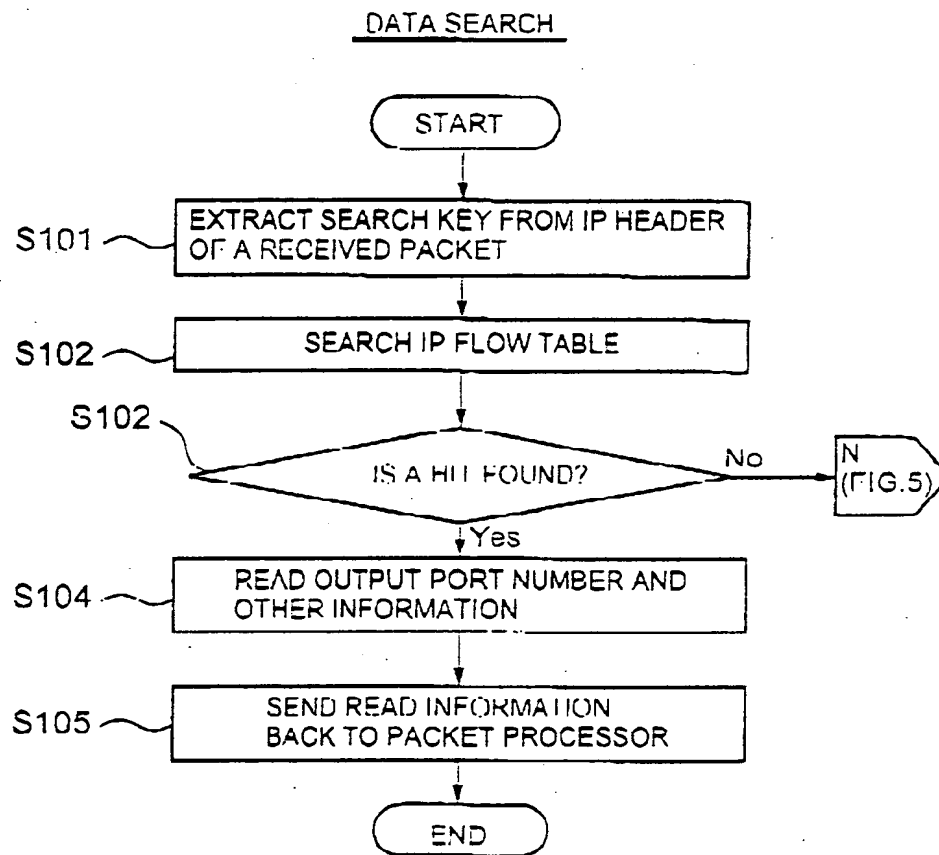 DATA SEARCH
START
S101
EXTRACT SEARCH KEY FROM IP HEADER
OF A RECEIVED PACKET
S102
SEARCH IP FLOW TABLE
S102
IS A HIT FOUND?
No
N
(FIG.5)
Yes
S104
READ OUTPUT PORT NUMBER AND
OTHER INFORMATION
S105
SEND READ INFORMATION
BACK TO PACKET PROCESSOR
END